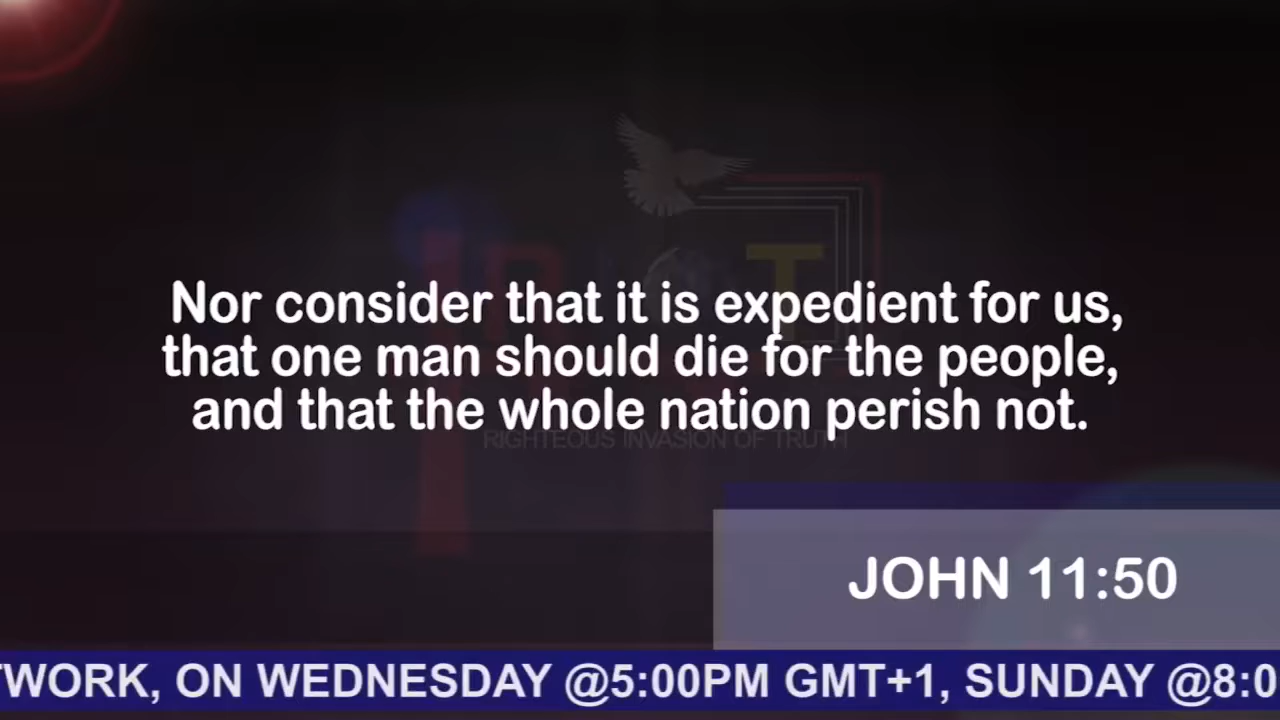 Nor consider that it is expedient for us,
that one man should die for the people,
and that the whole nation perish not.
RIGHTEOUS INVASION OF TRUTH
JOHN 11:50
TWORK, ON WEDNESDAY @5:00PM GMT+1, SUNDAY @8:0